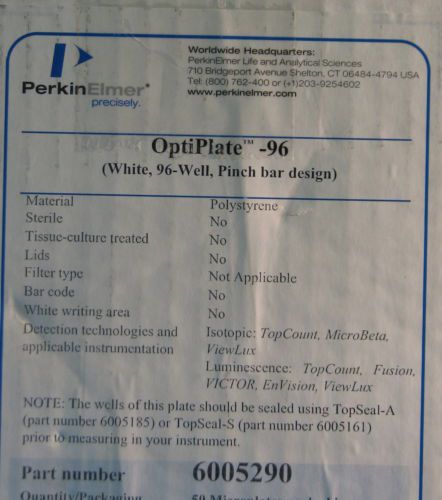 PerkinElmer®
precisely.
Worldwide Headquarters:
PerkinElmer Life and Analytical Sciences
710 Bridgeport Avenue Shelton, CT 06484-4794 USA
Tel: (800) 762-400 or (+1)203-9254602
www.perkinelmer.com
OptiPlate™ -96
(White, 96-Well, Pinch bar design)
Material Polystyrene
Sterile No
Tissue-culture treated No
Lids No
Filter type Not Applicable
Bar code No
White writing area No
Detection technologies and Isotopic: TopCount, MicroBeta,
applicable instrumentation ViewLux
Luminescence: TopCount, Fusion,
VICTOR, EnVision, ViewLux
NOTE: The wells of this plate should be sealed using TopSeal-A
(part number 6005185) or TopSeal-S (part number 6005161)
prior to measuring in your instrument.
Part number 6005290
Quantity/Packaging 50 Microplates